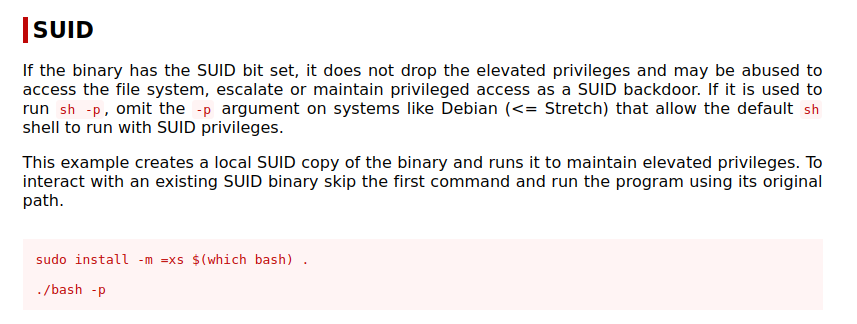 SUID
If the binary has the SUID bit set, it does not drop the elevated privileges and may be abused to
access the file system, escalate or maintain privileged access as a SUID backdoor. If it is used to
run sh -p, omit the -p argument on systems like Debian (<= Stretch) that allow the default sh
shell to run with SUID privileges.
This example creates a local SUID copy of the binary and runs it to maintain elevated privileges. To
interact with an existing SUID binary skip the first command and run the program using its original
path.
sudo install -m =xs $(which bash) .
./bash -p